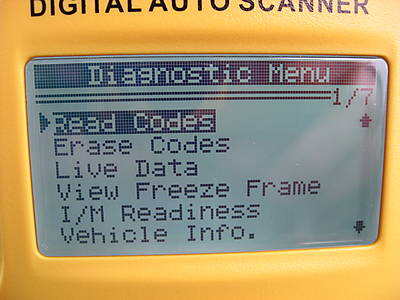 DIGITAL AUTO SCANNER
Diagnostic Menu
1/7
Read Codes
Erase Codes
Live Data
View Freeze Frame
I/M Readiness
Vehicle Info.